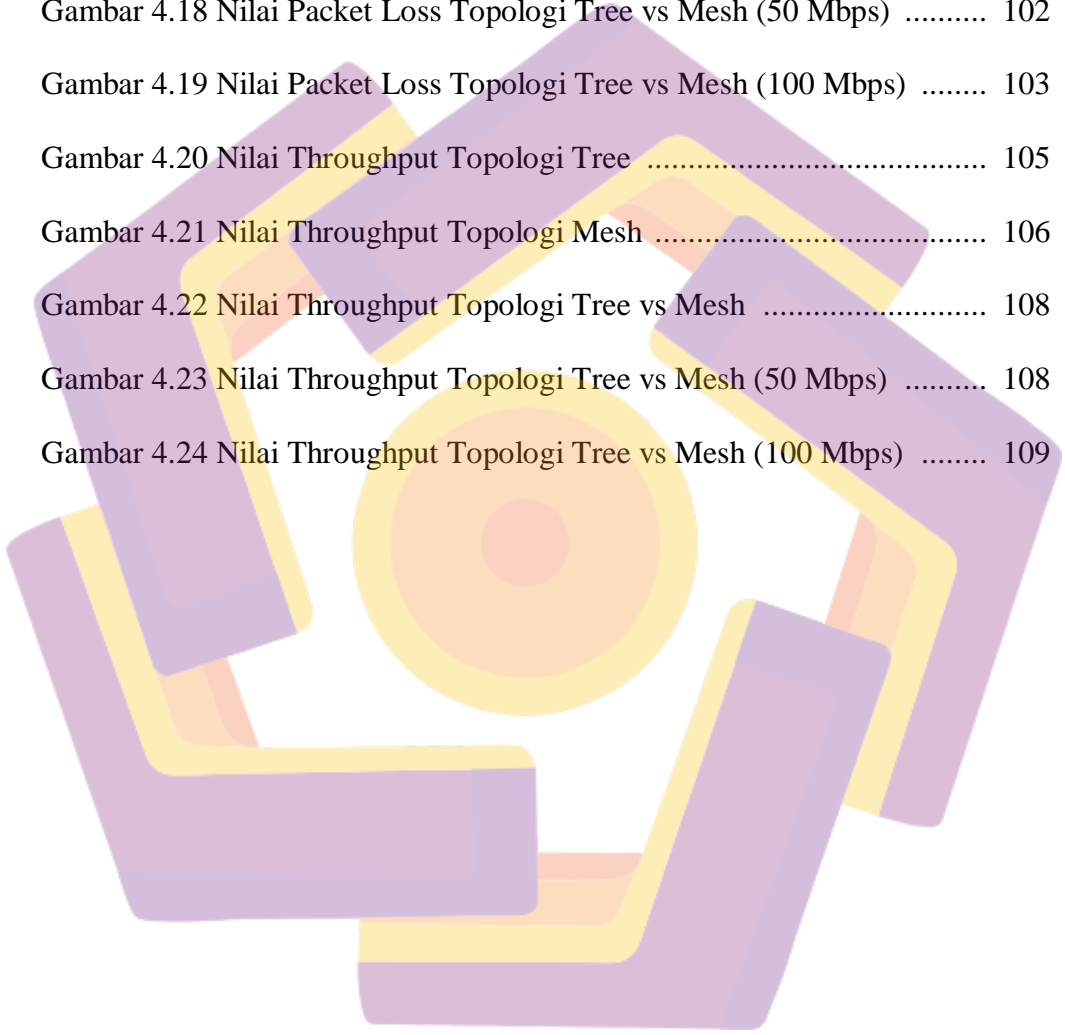 Gambar 4.18 Nilai Packet Loss Topologi Tree vs Mesh (50 Mbps) ......... 102
Gambar 4.19 Nilai Packet Loss Topologi Tree vs Mesh (100 Mbps) ........ 103
Gambar 4.20 Nilai Throughput Topologi Tree ...................................... 105
Gambar 4.21 Nilai Throughput Topologi Mesh ..................................... 106
Gambar 4.22 Nilai Throughput Topologi Tree vs Mesh ......................... 108
Gambar 4.23 Nilai Throughput Topologi Tree vs Mesh (50 Mbps) ......... 108
Gambar 4.24 Nilai Throughput Topologi Tree vs Mesh (100 Mbps) ........ 109